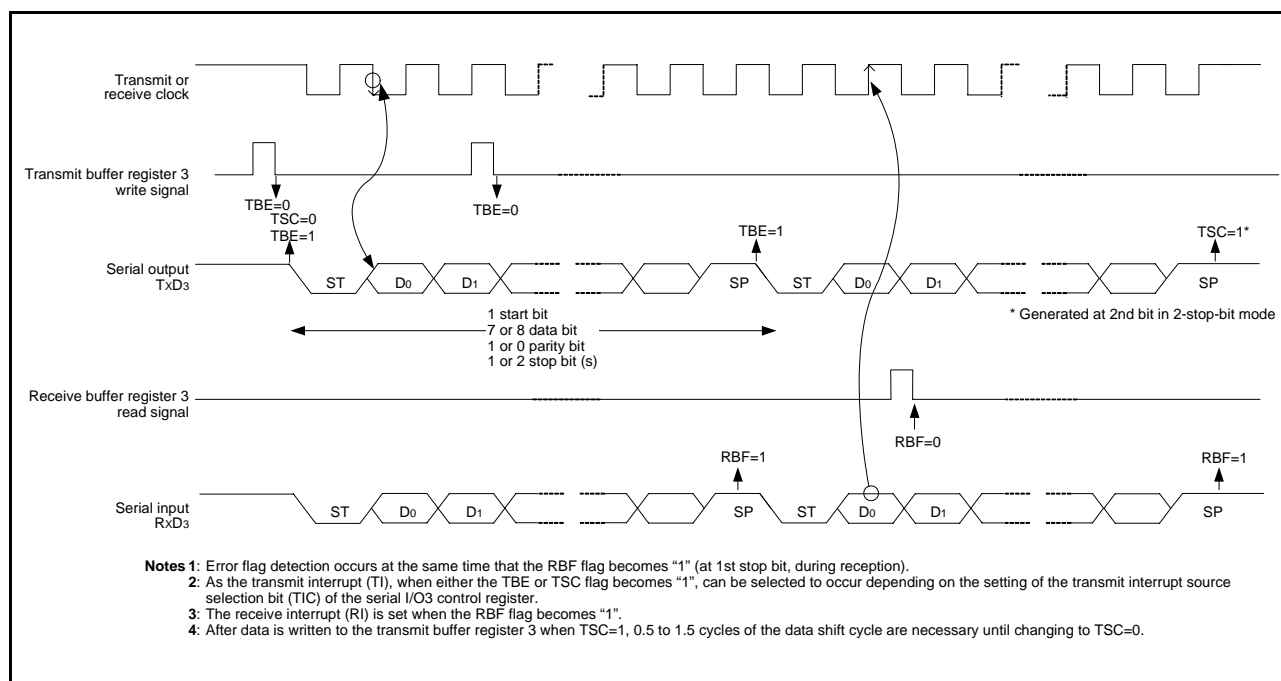 Transmit or
receive clock
Transmit buffer register 3
write signal
TBE=0
TSC=0
TBE=1
TBE=0
TBE=1
TSC=1*
Serial output
TxD3
ST
D0
D1
SP
ST
D0
D1
SP
1 start bit
7 or 8 data bit
1 or 0 parity bit
1 or 2 stop bit (s)
* Generated at 2nd bit in 2-stop-bit mode
Receive buffer register 3
read signal
RBF=0
RBF=1
RBF=1
Serial input
RxD3
ST
D0
D1
SP
ST
D0
D1
SP
Notes 1: Error flag detection occurs at the same time that the RBF flag becomes “1” (at 1st stop bit, during reception).
2: As the transmit interrupt (TI), when either the TBE or TSC flag becomes “1”, can be selected to occur depending on the setting of the transmit interrupt source
selection bit (TIC) of the serial I/O3 control register.
3: The receive interrupt (RI) is set when the RBF flag becomes “1”.
4: After data is written to the transmit buffer register 3 when TSC=1, 0.5 to 1.5 cycles of the data shift cycle are necessary until changing to TSC=0.